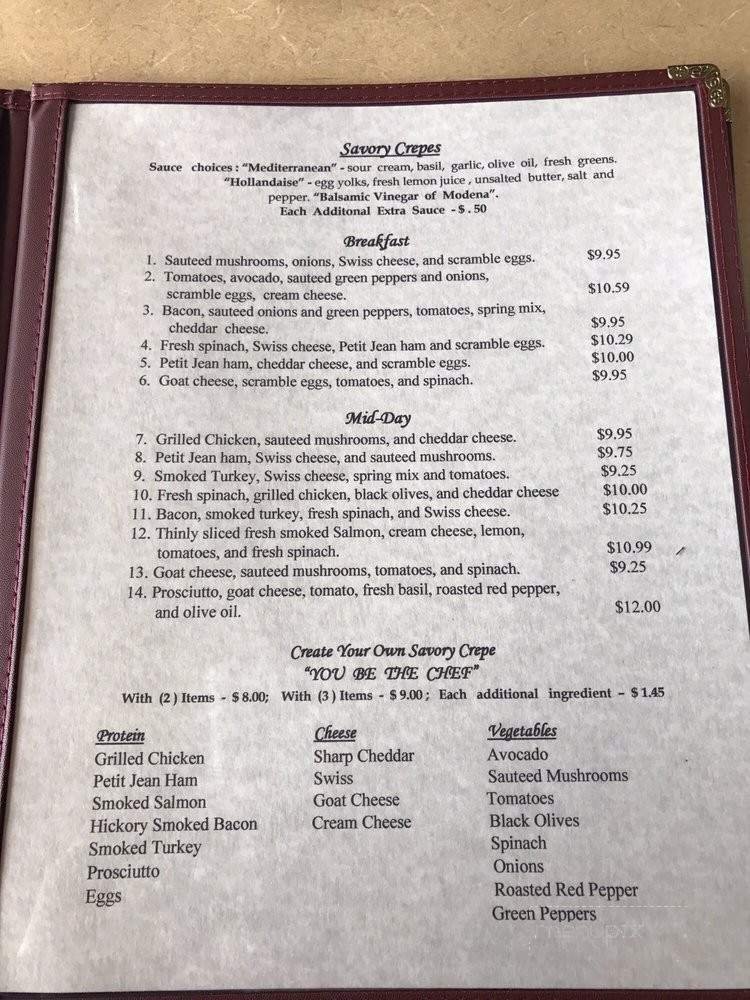 Savory Crepes
Sauce choices : "Mediterranean" - sour cream, basil, garlic, olive oil, fresh greens.
"Hollandaise" - egg yolks, fresh lemon juice , unsalted butter, salt and
pepper. "Balsamic Vinegar of Modena".
Each Additonal Extra Sauce - $ . 50
Breakfast
1. Sauteed mushrooms, onions, Swiss cheese, and scramble eggs. $9.95
2. Tomatoes, avocado, sauteed green peppers and onions,
scramble eggs, cream cheese. $10.59
3. Bacon, sauteed onions and green peppers, tomatoes, spring mix,
cheddar cheese. $9.95
4. Fresh spinach, Swiss cheese, Petit Jean ham and scramble eggs. $10.29
5. Petit Jean ham, cheddar cheese, and scramble eggs. $10.00
6. Goat cheese, scramble eggs, tomatoes, and spinach. $9.95
Mid-Day
7. Grilled Chicken, sauteed mushrooms, and cheddar cheese. $9.95
8. Petit Jean ham, Swiss cheese, and sauteed mushrooms. $9.75
9. Smoked Turkey, Swiss cheese, spring mix and tomatoes. $9.25
10. Fresh spinach, grilled chicken, black olives, and cheddar cheese $10.00
11. Bacon, smoked turkey, fresh spinach, and Swiss cheese. $10.25
12. Thinly sliced fresh smoked Salmon, cream cheese, lemon,
tomatoes, and fresh spinach. $10.99
13. Goat cheese, sauteed mushrooms, tomatoes, and spinach. $9.25
14. Prosciutto, goat cheese, tomato, fresh basil, roasted red pepper,
and olive oil. $12.00
Create Your Own Savory Crepe
"YOU BE THE CHEF"
With ( 2 ) Items - $ 8.00; With ( 3 ) Items - $ 9.00 ; Each additional ingredient - $ 1.45
Protein
Grilled Chicken
Petit Jean Ham
Smoked Salmon
Hickory Smoked Bacon
Smoked Turkey
Prosciutto
Eggs
Cheese
Sharp Cheddar
Swiss
Goat Cheese
Cream Cheese
Vegetables
Avocado
Sauteed Mushrooms
Tomatoes
Black Olives
Spinach
Onions
Roasted Red Pepper
Green Peppers